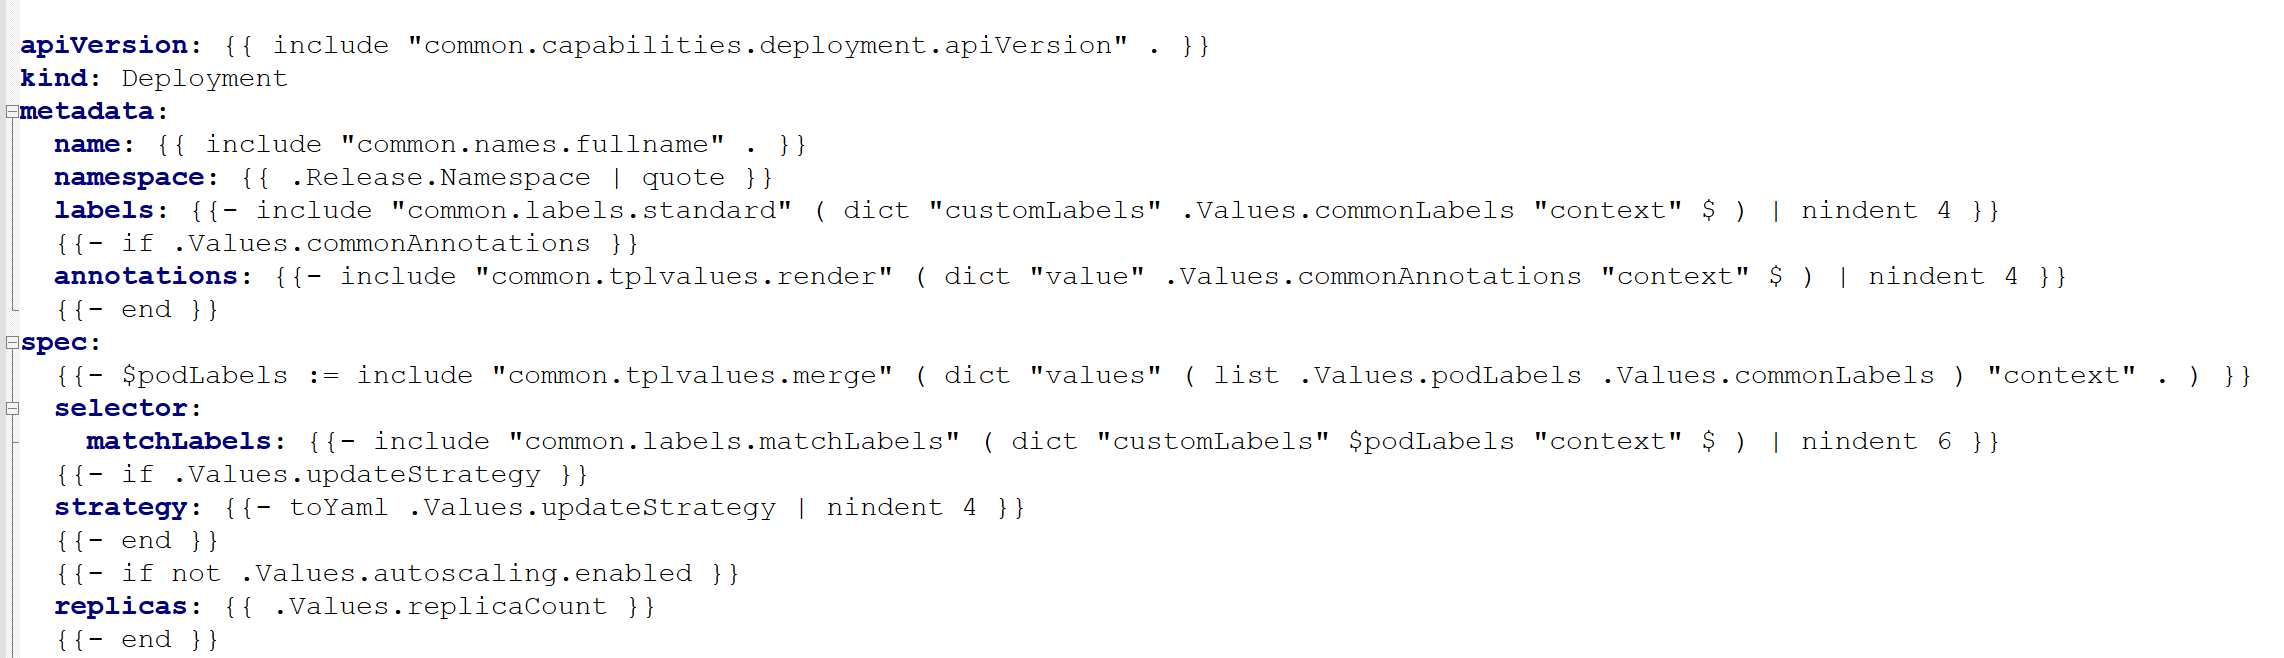 apiVersion: {{ include "common.capabilities.deployment.apiVersion" . }}
kind: Deployment
metadata:
  name: {{ include "common.names.fullname" . }}
  namespace: {{ .Release.Namespace | quote }}
  labels: {{- include "common.labels.standard" ( dict "customLabels" .Values.commonLabels "context" $ ) | nindent 4 }}
  {{- if .Values.commonAnnotations }}
  annotations: {{- include "common.tplvalues.render" ( dict "value" .Values.commonAnnotations "context" $ ) | nindent 4 }}
  {{- end }}
spec:
  {{- $podLabels := include "common.tplvalues.merge" ( dict "values" ( list .Values.podLabels .Values.commonLabels ) "context" . ) }}
  selector:
    matchLabels: {{- include "common.labels.matchLabels" ( dict "customLabels" $podLabels "context" $ ) | nindent 6 }}
  {{- if .Values.updateStrategy }}
  strategy: {{- toYaml .Values.updateStrategy | nindent 4 }}
  {{- end }}
  {{- if not .Values.autoscaling.enabled }}
  replicas: {{ .Values.replicaCount }}
  {{- end }}